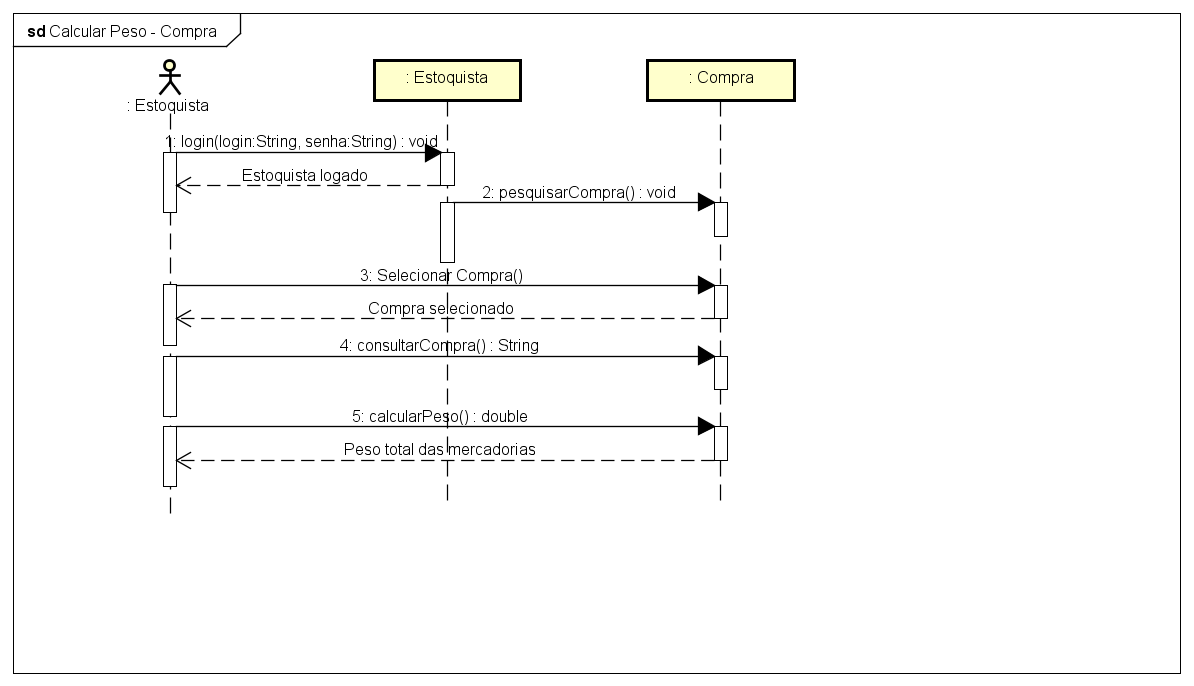 sd Calcular Peso - Compra
: Estoquista
: Estoquista
: Compra
1: login(login:String, senha:String) : void
Estoquista logado
2: pesquisarCompra() : void
3: Selecionar Compra()
Compra selecionado
4: consultarCompra() : String
5: calcularPeso() : double
Peso total das mercadorias